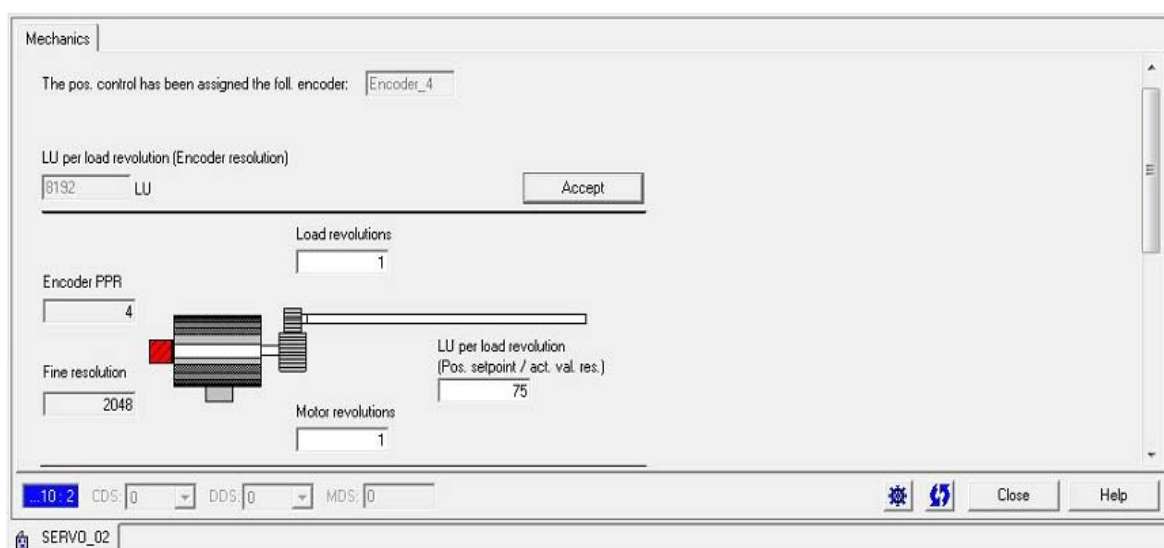 Mechanics
The pos. control has been assigned the foll. encoder: Encoder_4
LU per load revolution (Encoder resolution)
8192 LU Accept
Load revolutions
1
Encoder PPR
4
LU per load revolution
(Pos. setpoint / act. val. res.)
75
Fine resolution
2048
Motor revolutions
1
...10 : 2 CDS: 0 DDS: 0 MDS: 0 Close Help
SERVO_02